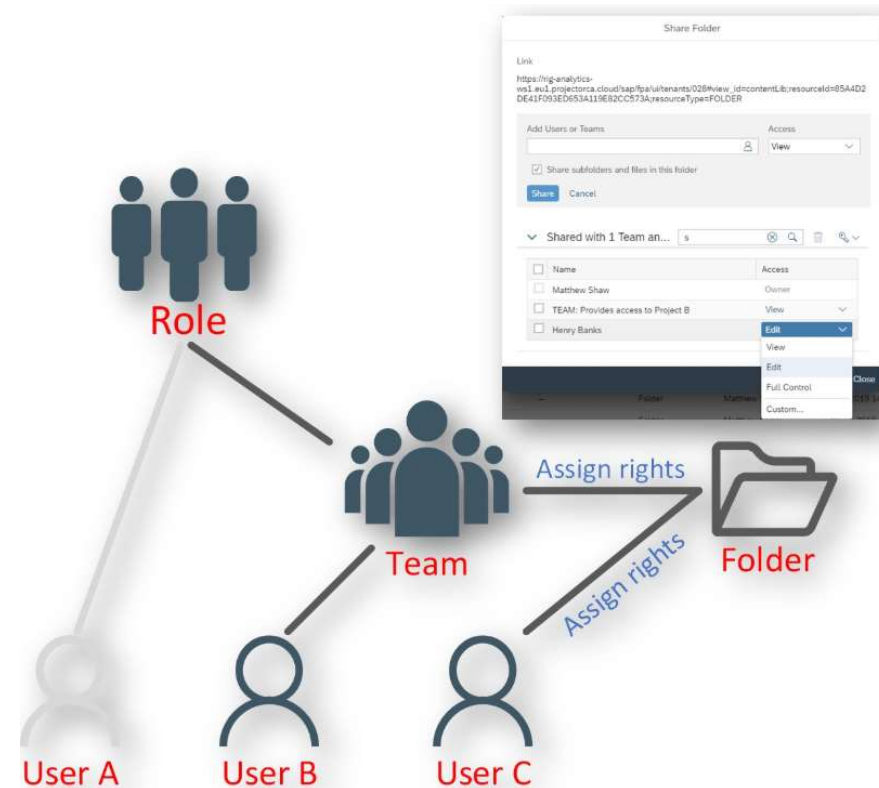 Share Folder
Link
https://rig-analytics-
ws1.eu1.projectorca.cloud/sap/fpa/ui/tenants/028#view_id=contentLib;resourceId=85A4D2
DE41F093ED653A119E82CC573A;resourceType=FOLDER
Add Users or Teams
Access
View
Share subfolders and files in this folder
Share Cancel
Shared with 1 Team an... s
Name Access
Matthew Shaw Owner
TEAM: Provides access to Project B View
Henry Banks Edit
View
Edit
Full Control
Close
Custom...
Folder
Role
Assign rights
Team
Folder
Assign rights
User A
User B
User C